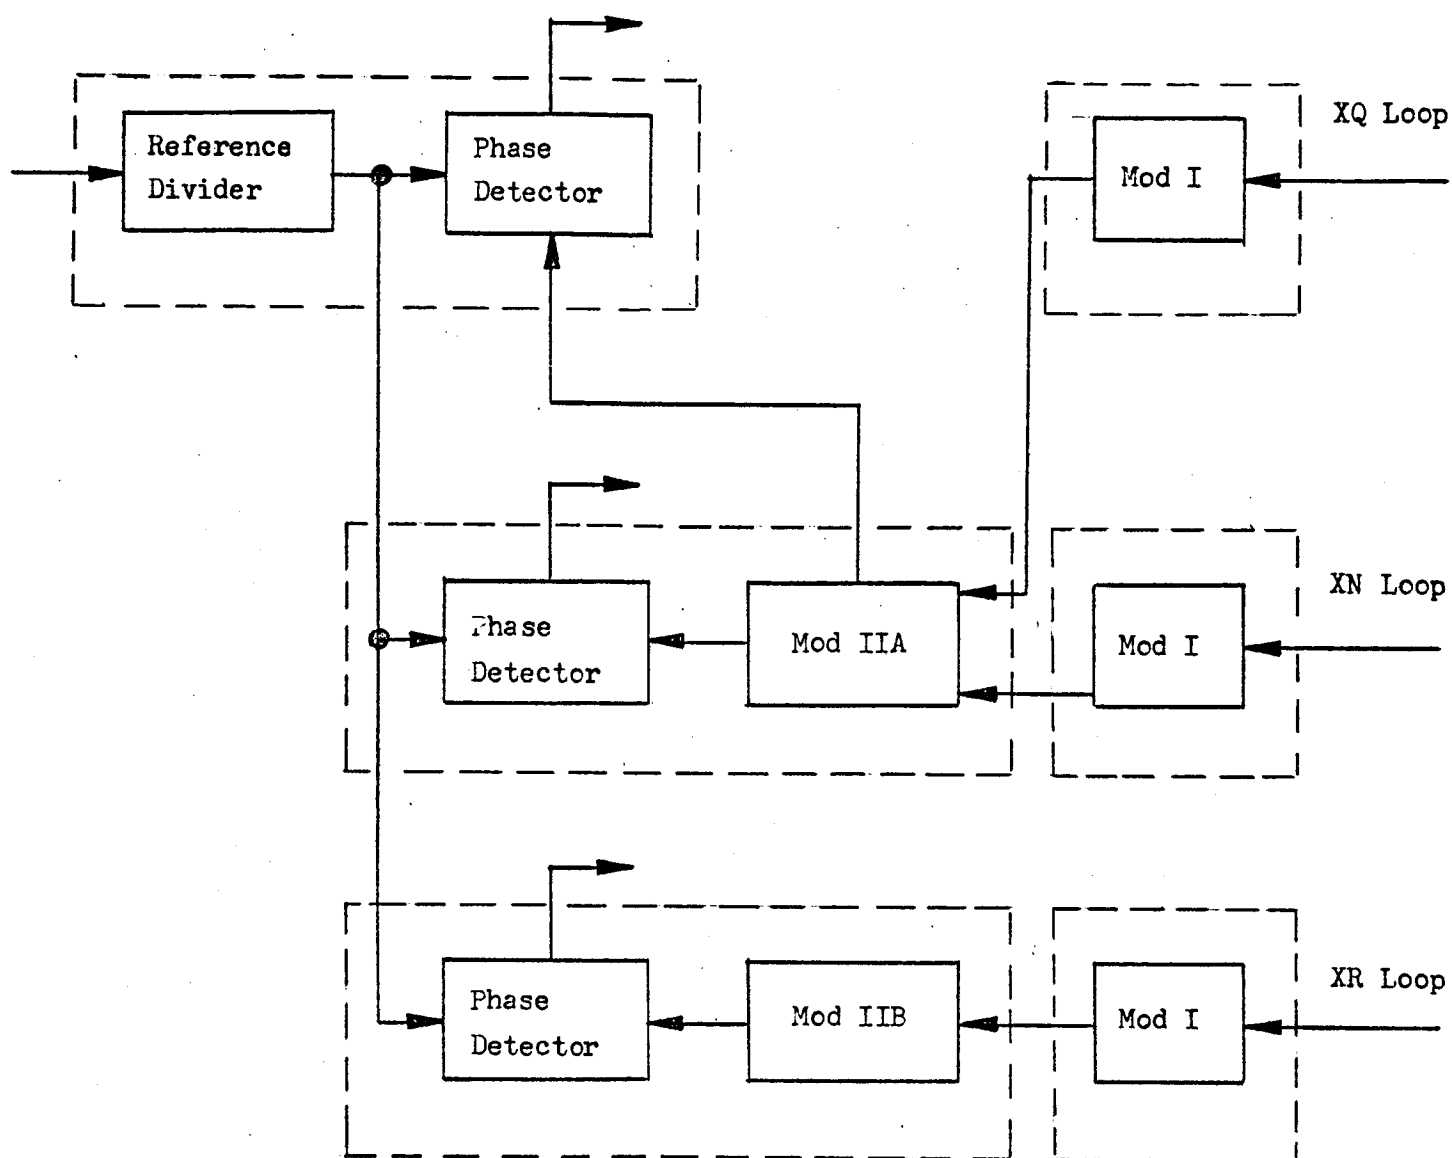 Reference
Divider
Phase
Detector
Mod I
XQ Loop
Phase
Detector
Mod IIA
Mod I
XN Loop
Phase
Detector
Mod IIB
Mod I
XR Loop